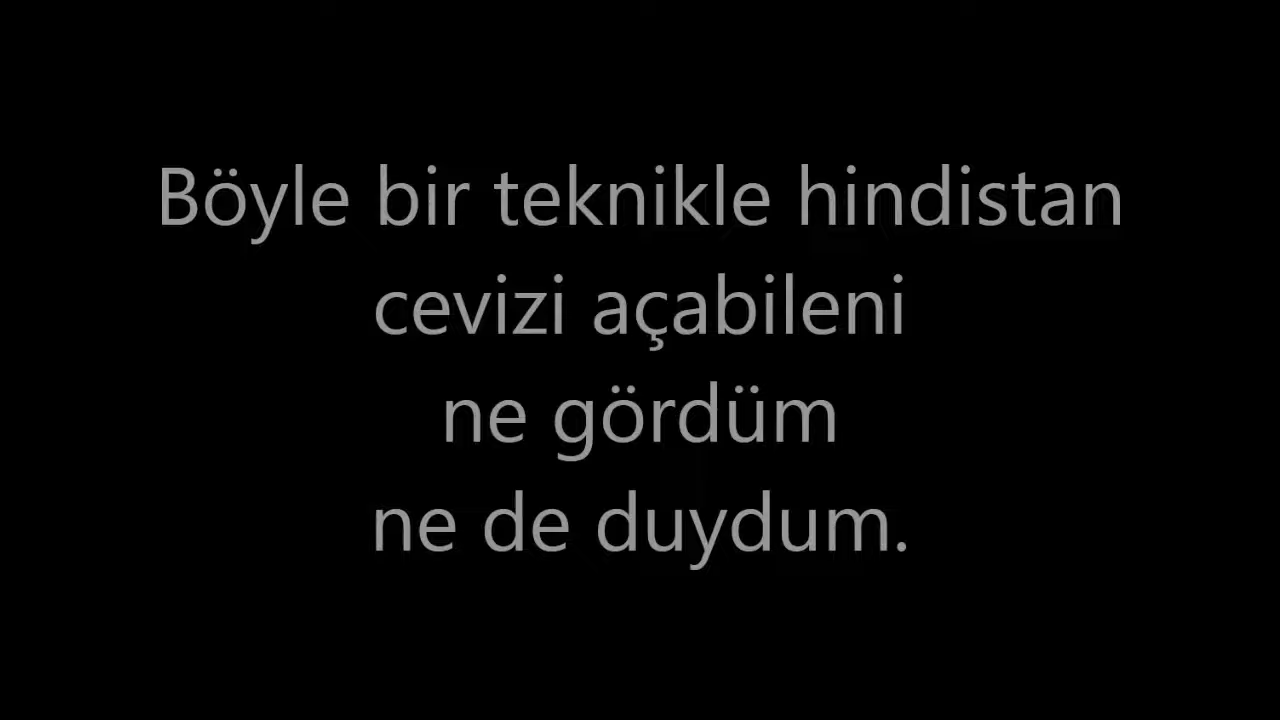 Böyle bir teknikle hindistan
cevizi açabileni
ne gördüm
ne de duydum.